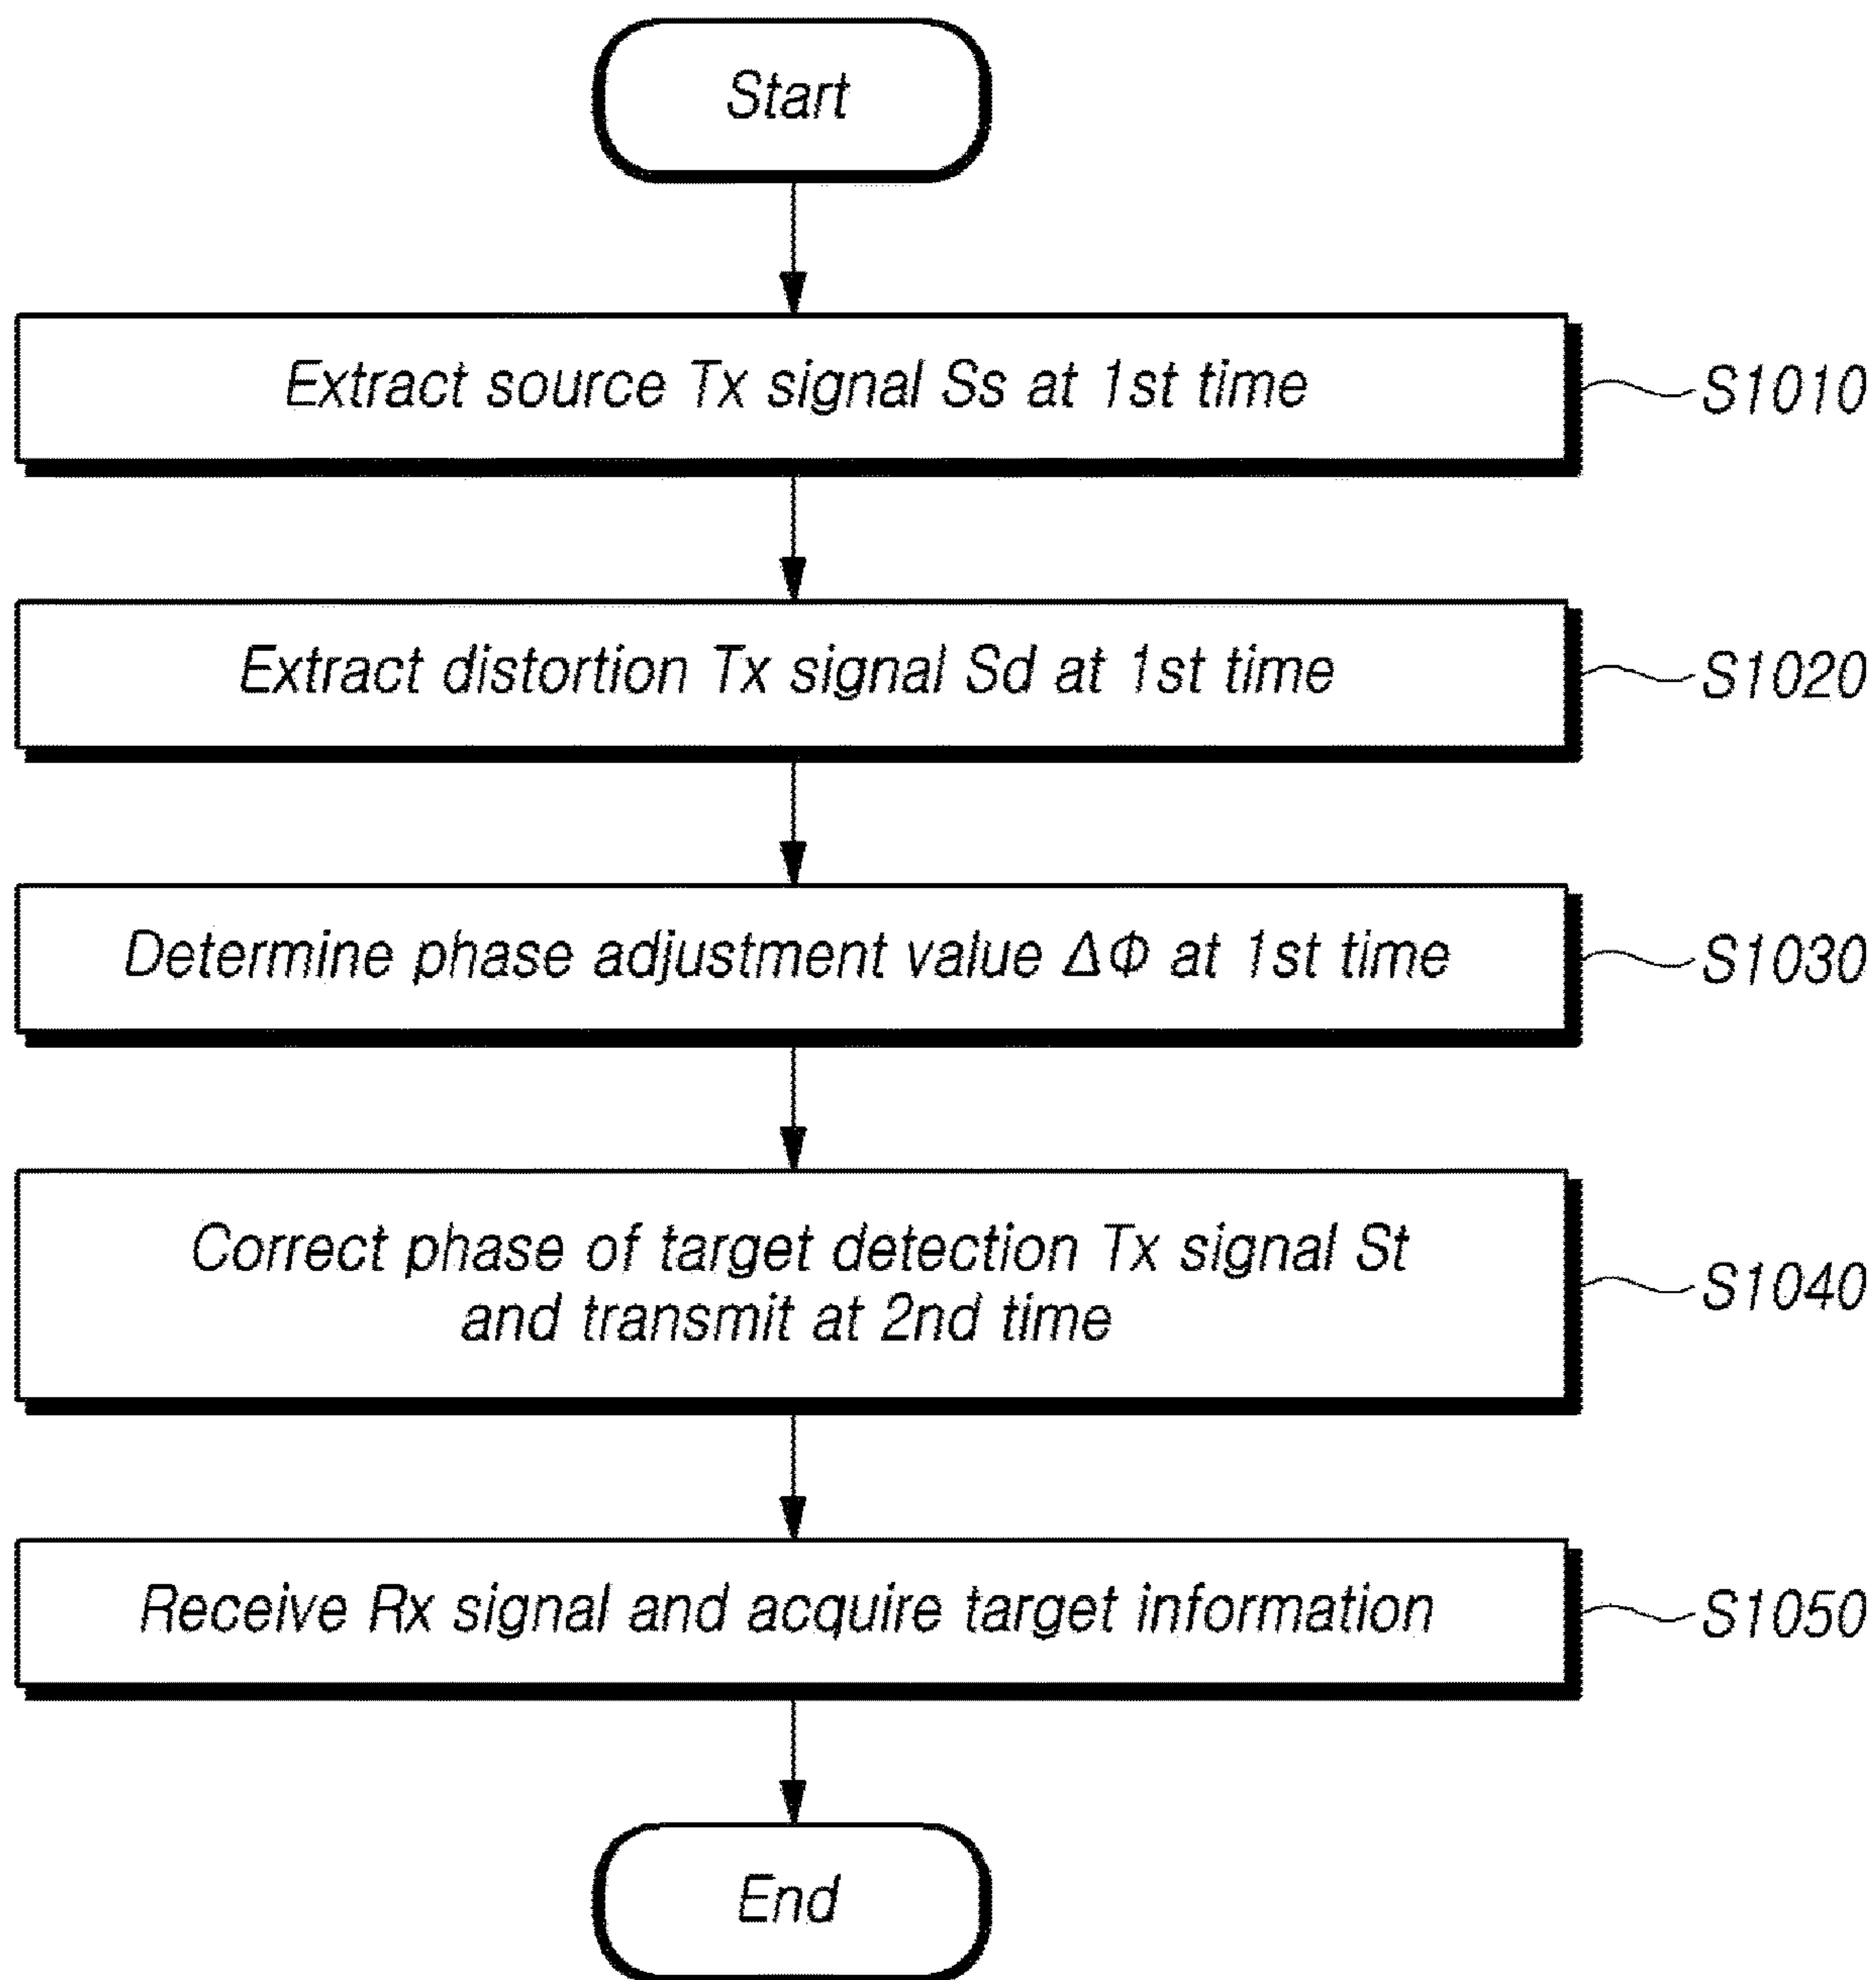 Start
Extract source Tx signal Ss at 1st time
S1010
Extract distortion Tx signal Sd at 1st time
S1020
Determine phase adjustment value ΔΦ at 1st time
S1030
Correct phase of target detection Tx signal St
and transmit at 2nd time
S1040
Receive Rx signal and acquire target information
S1050
End